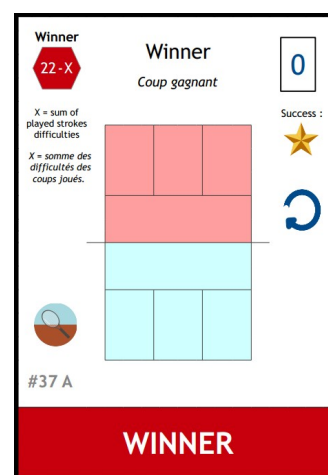 Winner
22-X
X = sum of
played strokes
difficulties
X = somme des
difficultés des
coups joués.
Winner
Coup gagnant
0
Success :
#37 A
WINNER